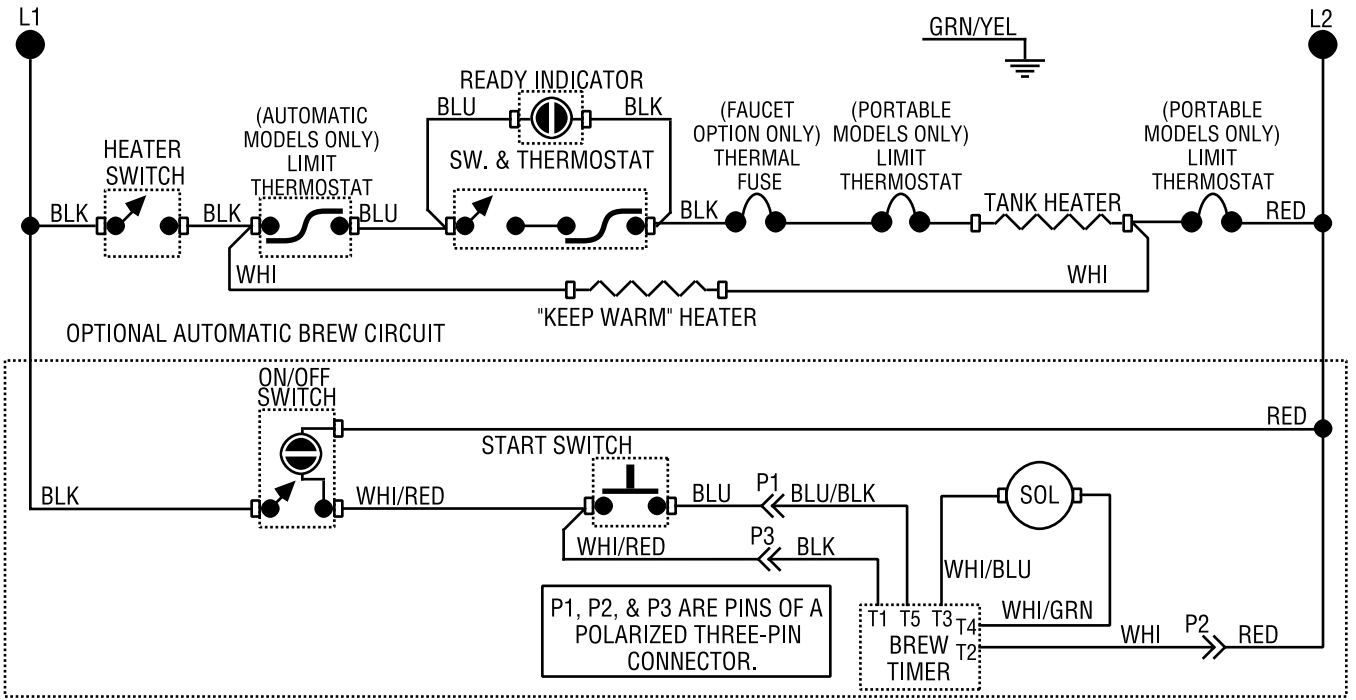 L1
GRN/YEL
L2
READY INDICATOR
BLU
BLK
(AUTOMATIC
MODELS ONLY)
LIMIT
THERMOSTAT
(FAUCET
OPTION ONLY)
THERMAL
FUSE
(PORTABLE
MODELS ONLY)
LIMIT
THERMOSTAT
(PORTABLE
MODELS ONLY)
LIMIT
THERMOSTAT
HEATER
SWITCH
SW. & THERMOSTAT
TANK HEATER
BLK
BLK
BLU
BLK
RED
WHI
WHI
"KEEP WARM" HEATER
OPTIONAL AUTOMATIC BREW CIRCUIT
ON/OFF
SWITCH
RED
START SWITCH
BLK
WHI/RED
BLU
P1
BLU/BLK
SOL
WHI/RED
P3
BLK
WHI/BLU
WHI/GRN
P1, P2, & P3 ARE PINS OF A
POLARIZED THREE-PIN
CONNECTOR.
T1 T5 T3 T4
BREW T2
TIMER
WHI
P2
RED